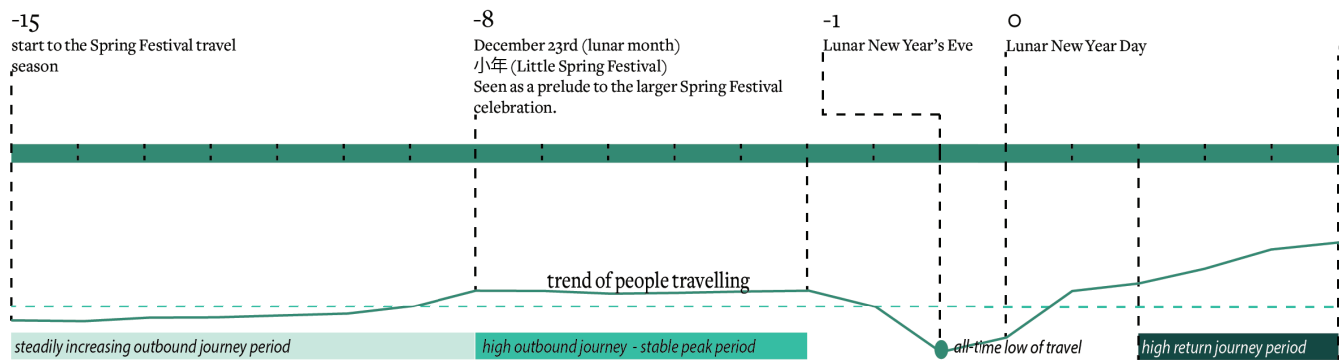 -15
start to the Spring Festival travel
season
-8
December 23rd (lunar month)
小年 (Little Spring Festival)
Seen as a prelude to the larger Spring Festival
celebration.
-1
Lunar New Year's Eve
0
Lunar New Year Day
trend of people travelling
steadily increasing outbound journey period
high outbound journey - stable peak period
all-time low of travel
high return journey period